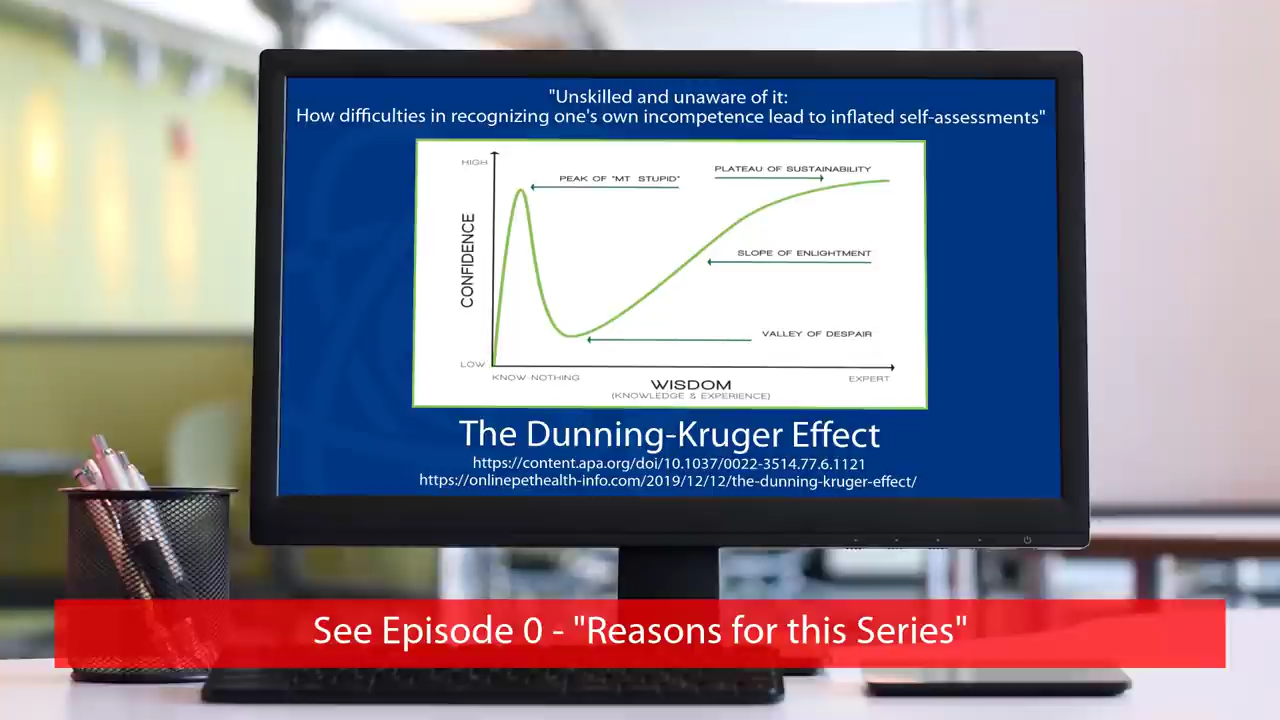 "Unskilled and unaware of it:
How difficulties in recognizing one's own incompetence lead to inflated self-assessments"
HIGH
PEAK OF "MT STUPID"
PLATEAU OF SUSTAINABILITY
CONFIDENCE
SLOPE OF ENLIGHTMENT
VALLEY OF DESPAIR
LOW
KNOW-NOTHING
WISDOM
EXPERT
(KNOWLEDGE & EXPERIENCE)
The Dunning-Kruger Effect
https://content.apa.org/doi/10.1037/0022-3514.77.6.1121
https://onlinepethealth-info.com/2019/12/12/the-dunning-kruger-effect/
See Episode 0 - "Reasons for this Series"